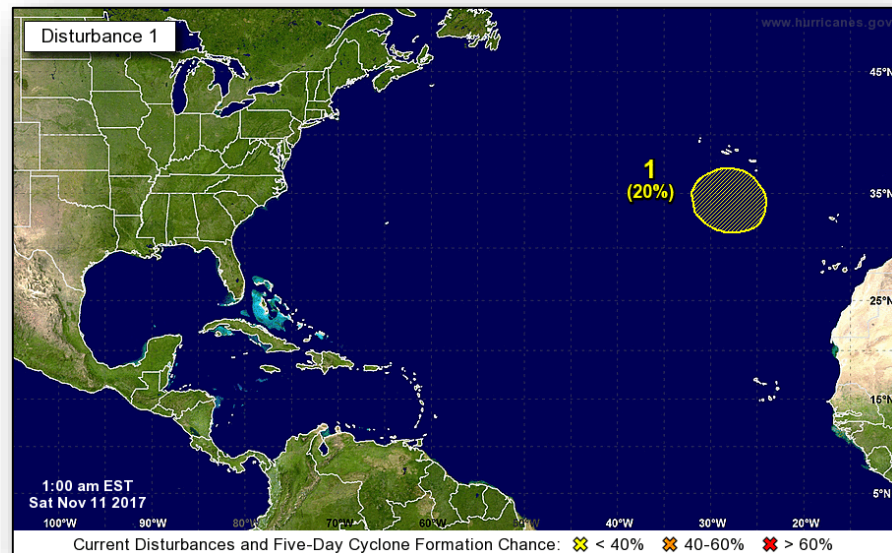 Disturbance 1
www.hurricanes.gov
45°N
1
(20%)
35°N
25°N
15°N
5°N
1:00 am EST
Sat Nov 11 2017
100°W 90°W 80°W 70°W 60°W 50°W 40°W 30°W 20°W
Current Disturbances and Five-Day Cyclone Formation Chance: < 40% 40-60% > 60%